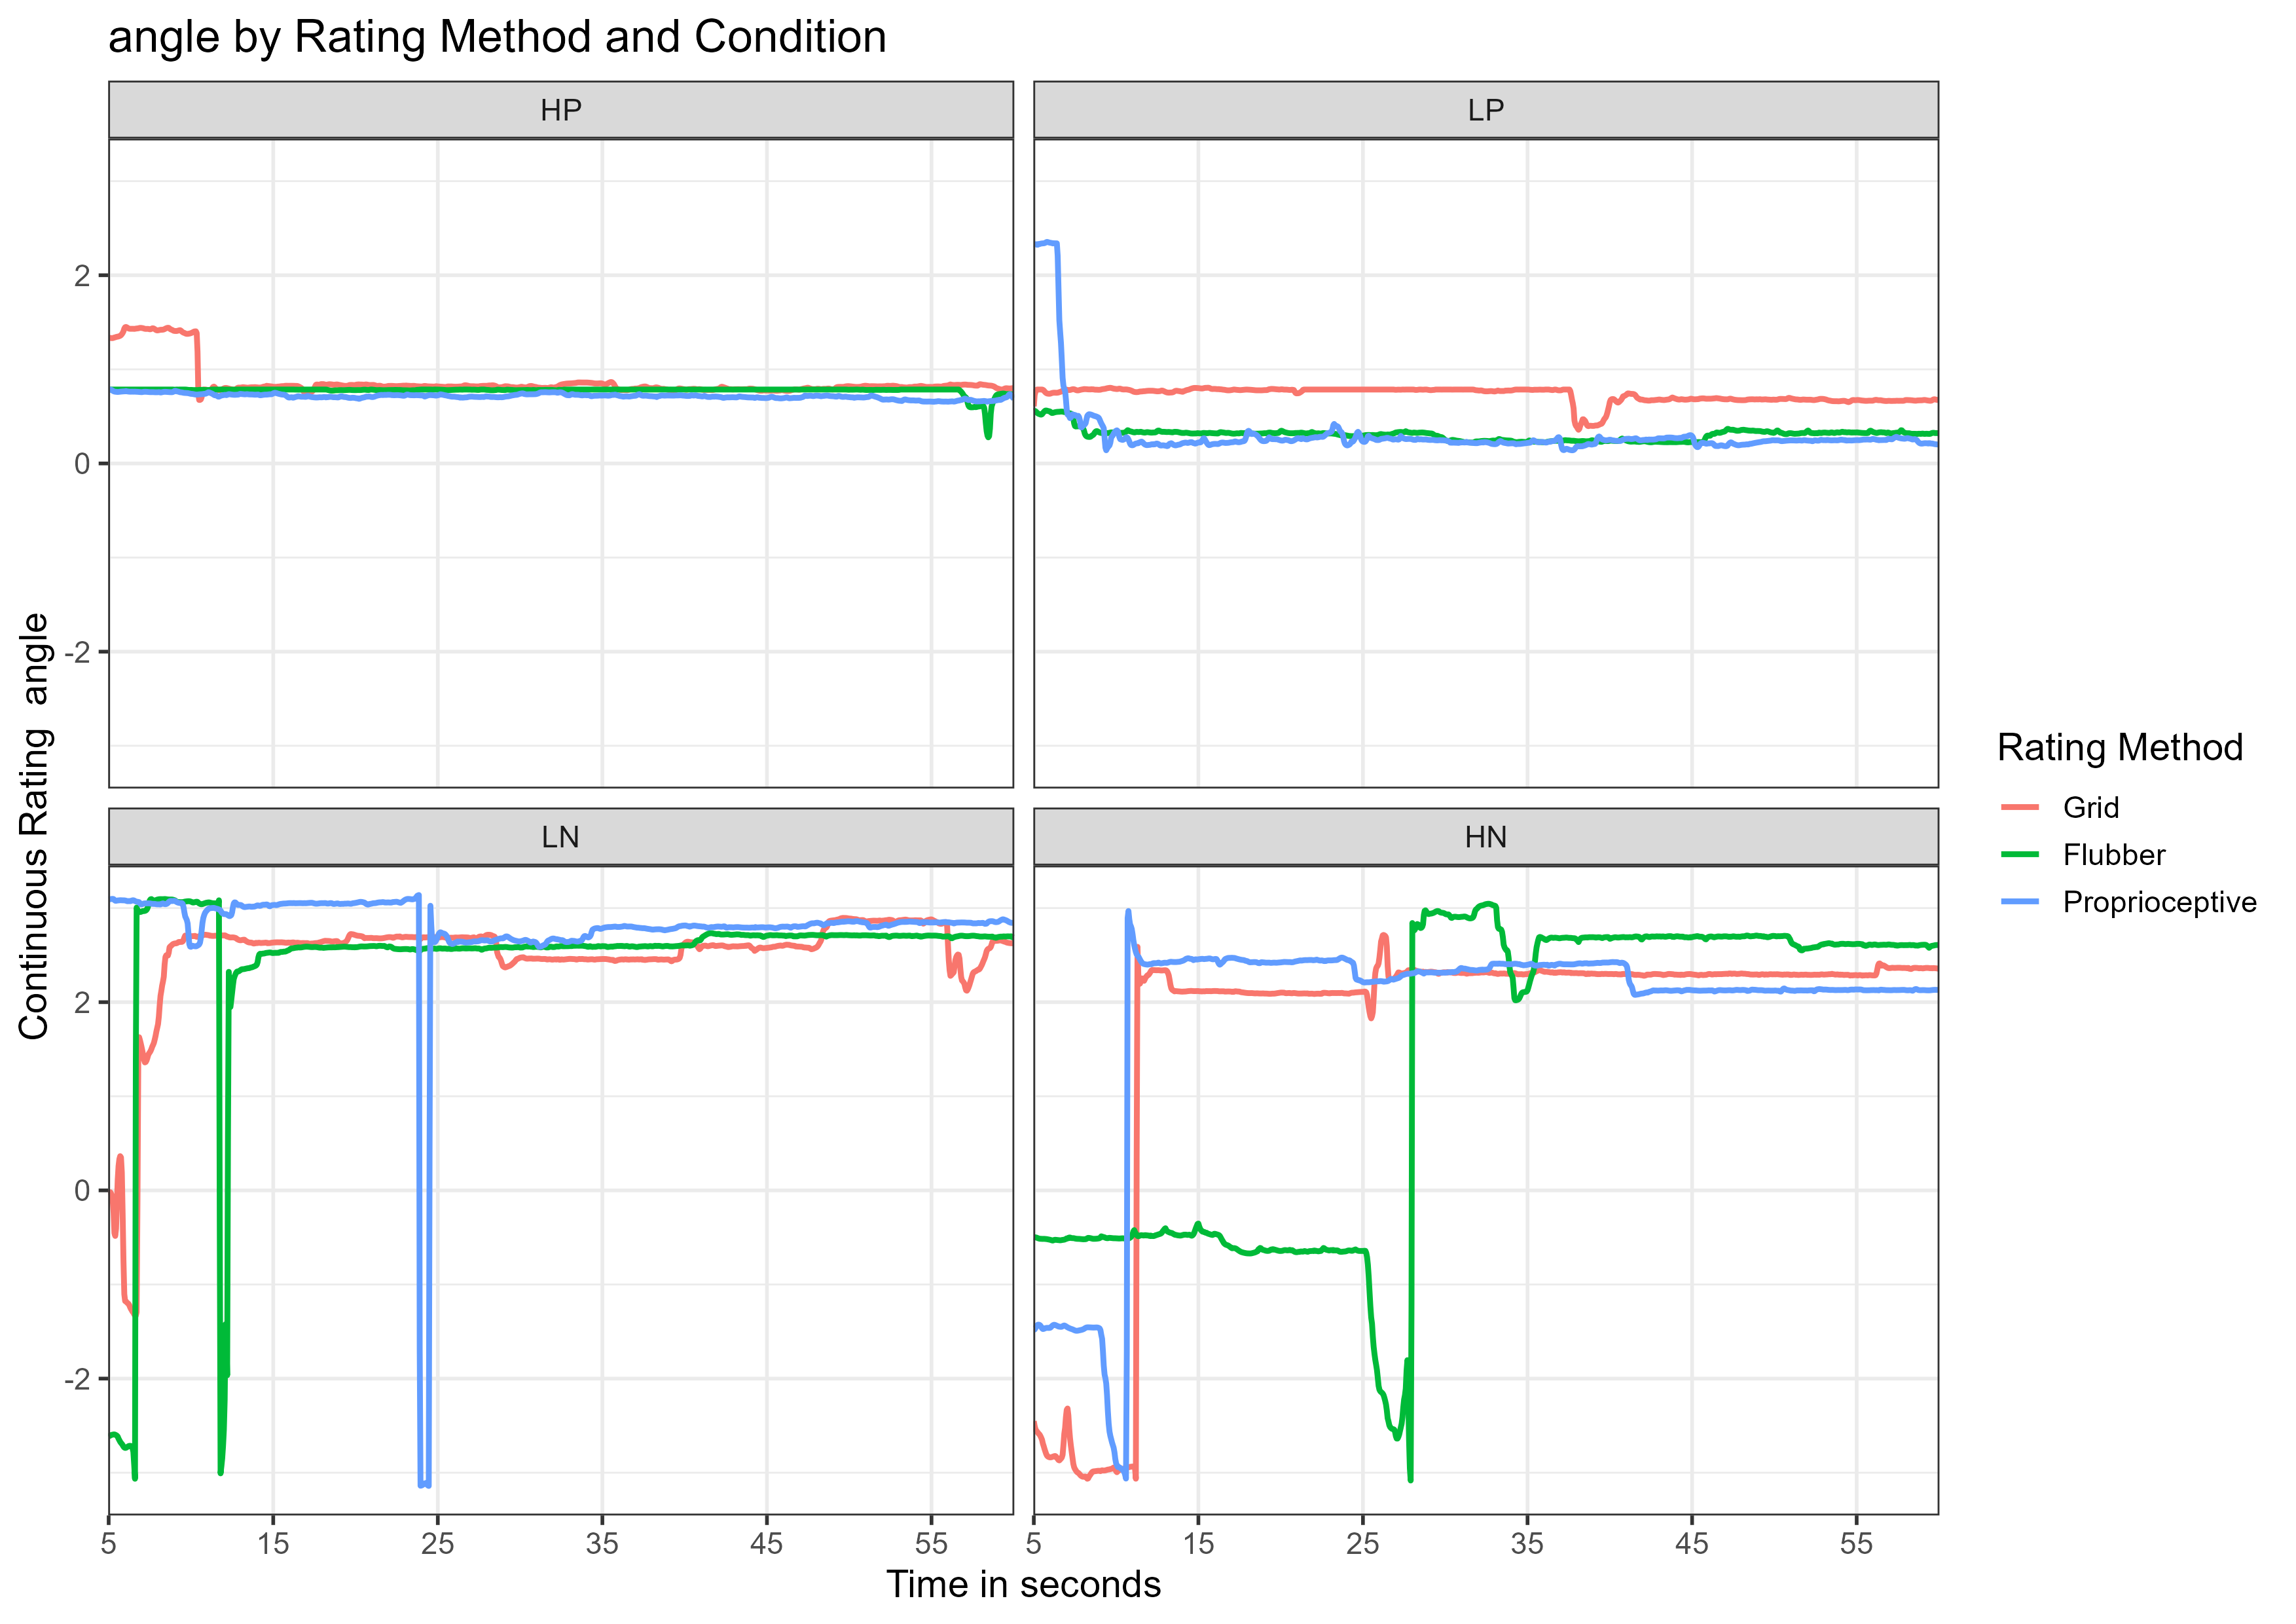 angle by Rating Method and Condition
HP
LP
2
0
-2
LN
HN
2
0
-2
5 15 25 35 45 55
5 15 25 35 45 55
Time in seconds
Continuous Rating  angle
Rating Method
Grid
Flubber
Proprioceptive